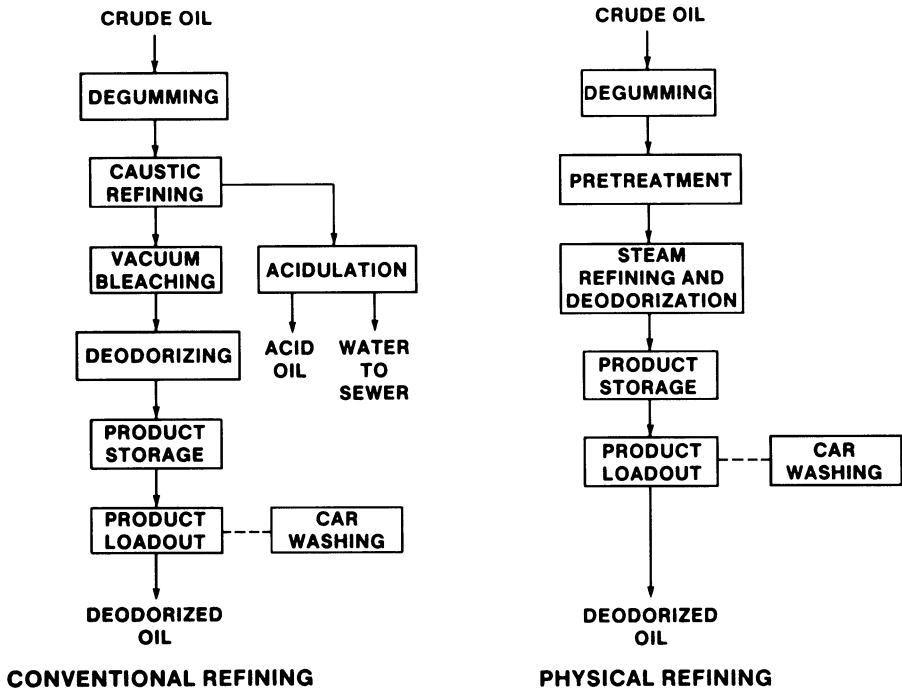 CRUDE OIL
DEGUMMING
CAUSTIC
REFINING
VACUUM
BLEACHING
ACIDULATION
DEODORIZING
ACID
OIL
WATER
TO
SEWER
PRODUCT
STORAGE
PRODUCT
LOADOUT
CAR
WASHING
DEODORIZED
OIL
CONVENTIONAL REFINING
CRUDE OIL
DEGUMMING
PRETREATMENT
STEAM
REFINING AND
DEODORIZATION
PRODUCT
STORAGE
PRODUCT
LOADOUT
CAR
WASHING
DEODORIZED
OIL
PHYSICAL REFINING